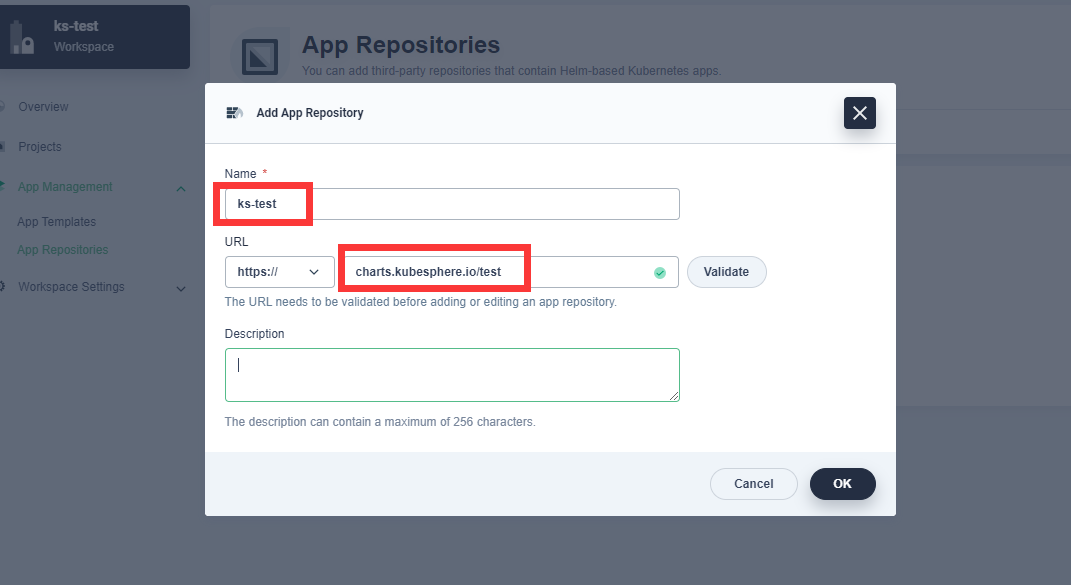 ks-test
Workspace
App Repositories
You can add third-party repositories that contain Helm-based Kubernetes apps.
Overview
Projects
App Management
App Templates
App Repositories
Workspace Settings
Add App Repository
Name *
ks-test
URL
https:// charts.kubesphere.io/test Validate
The URL needs to be validated before adding or editing an app repository.
Description
The description can contain a maximum of 256 characters.
Cancel OK